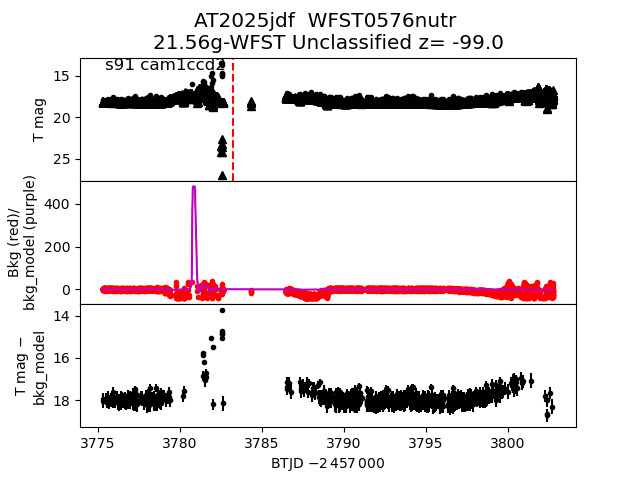 AT2025jdf  WFST0576nutr
21.56g-WFST Unclassified z= -99.0
s91 cam1ccd2
T mag
15
20
25
Bkg (red)/
bkg_model (purple)
400
200
0
T mag −
bkg_model
14
16
18
3775
3780
3785
3790
3795
3800
BTJD −2 457 000